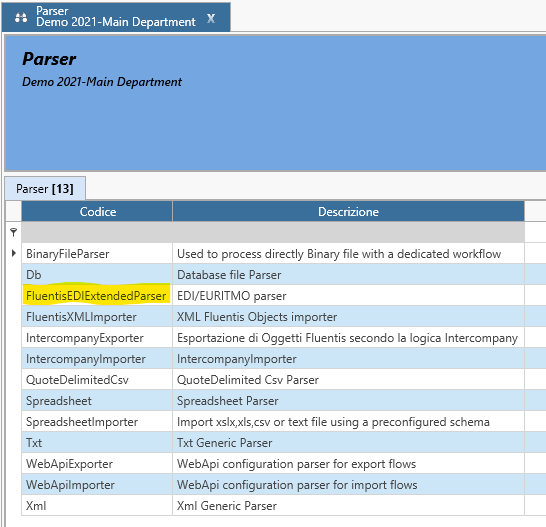 Parser
Demo 2021-Main Department X
Parser
Demo 2021-Main Department
Parser [13]
Codice Descrizione
BinaryFileParser Used to process directly Binary file with a dedicated workflow
Db Database file Parser
FluentisEDIExtendedParser EDI/EURITMO parser
FluentisXMLImporter XML Fluentis Objects importer
IntercompanyExporter Esportazione di Oggetti Fluentis secondo la logica Intercompany
IntercompanyImporter IntercompanyImporter
QuoteDelimitedCsv QuoteDelimited Csv Parser
Spreadsheet Spreadsheet Parser
SpreadsheetImporter Import xslx,xls,csv or text file using a preconfigured schema
Txt Txt Generic Parser
WebApiExporter WebApi configuration parser for export flows
WebApiImporter WebApi configuration parser for import flows
Xml Xml Generic Parser